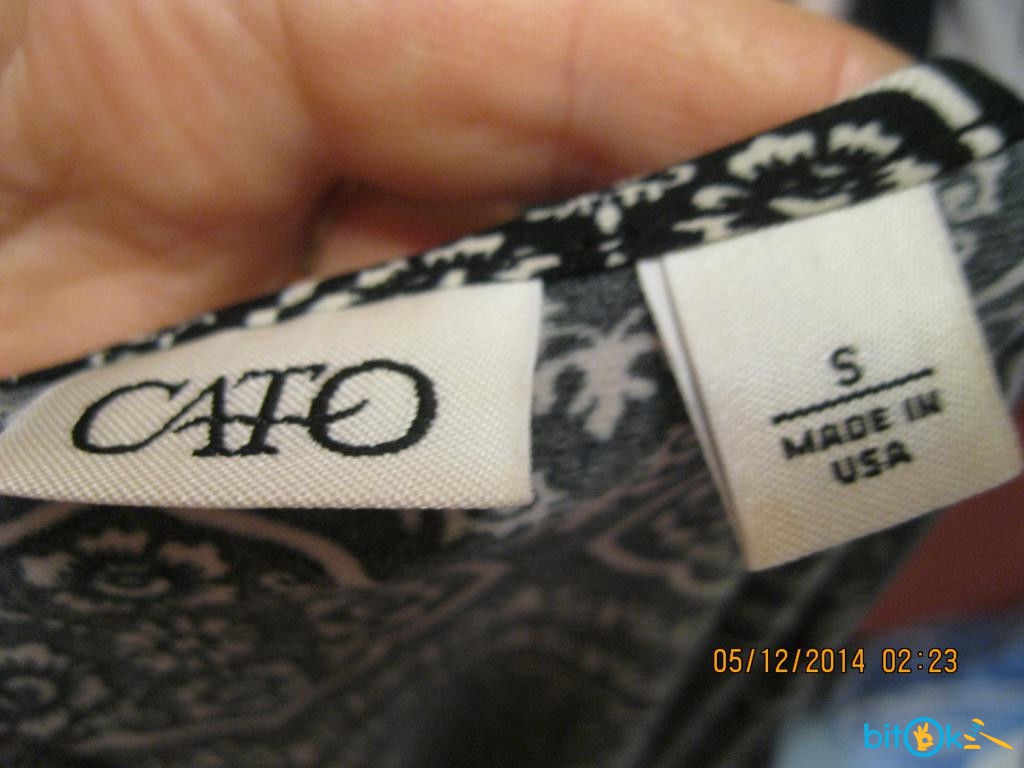 CATO
S
MADE IN
USA
05/12/2014 02:23
bitOk